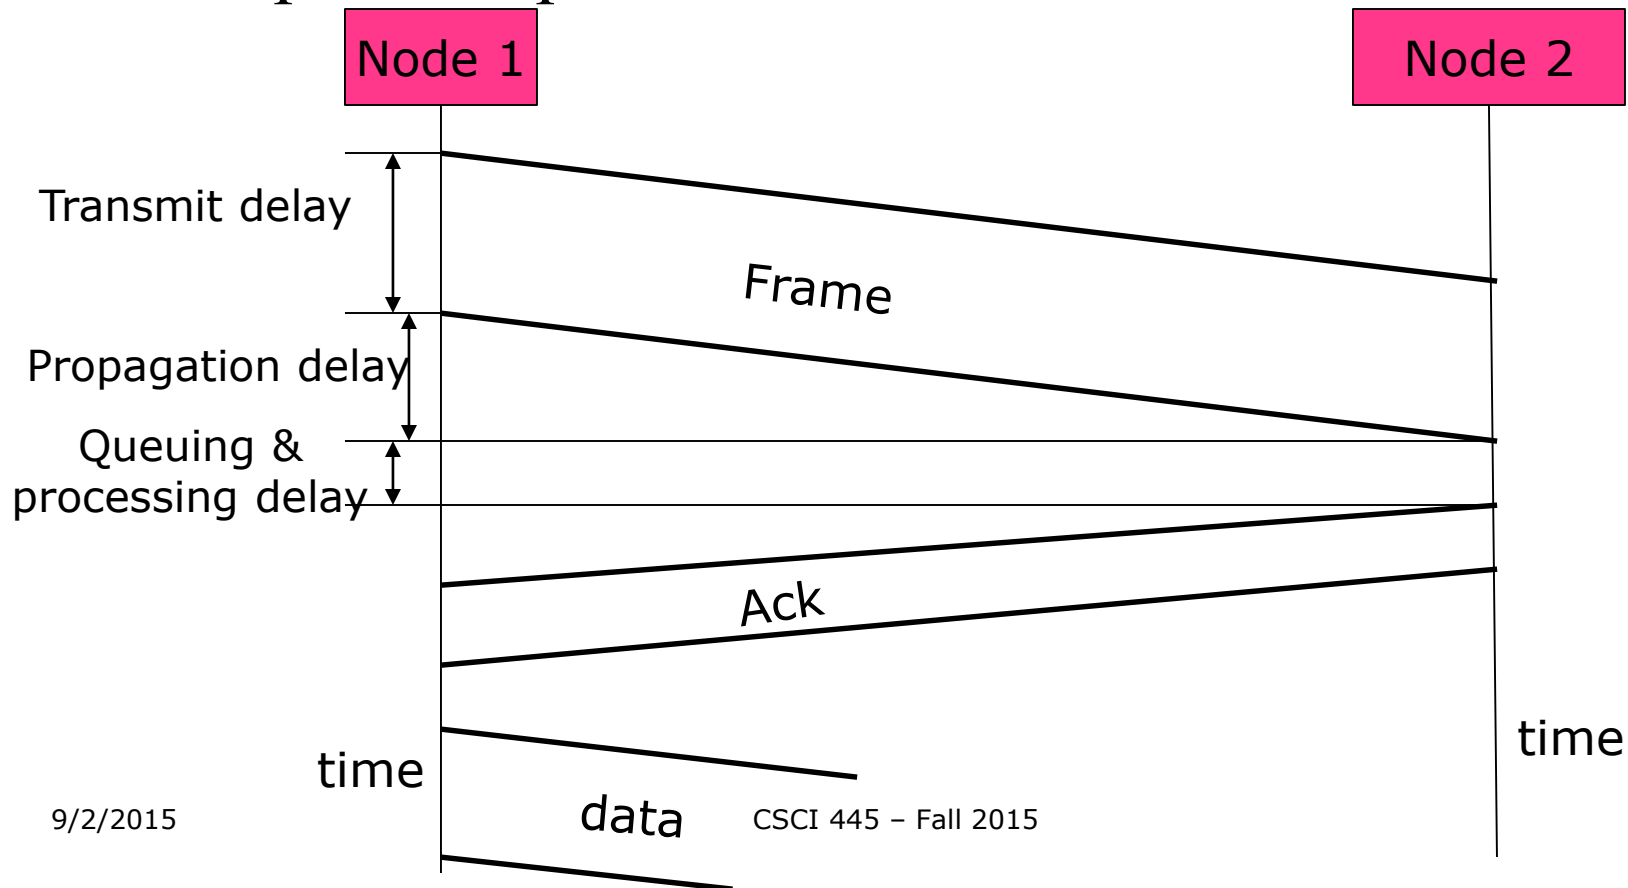 Node 1
Node 2
Transmit delay
Frame
Propagation delay
Queuing &
processing delay
Ack
time
time
data
9/2/2015
CSCI 445 – Fall 2015